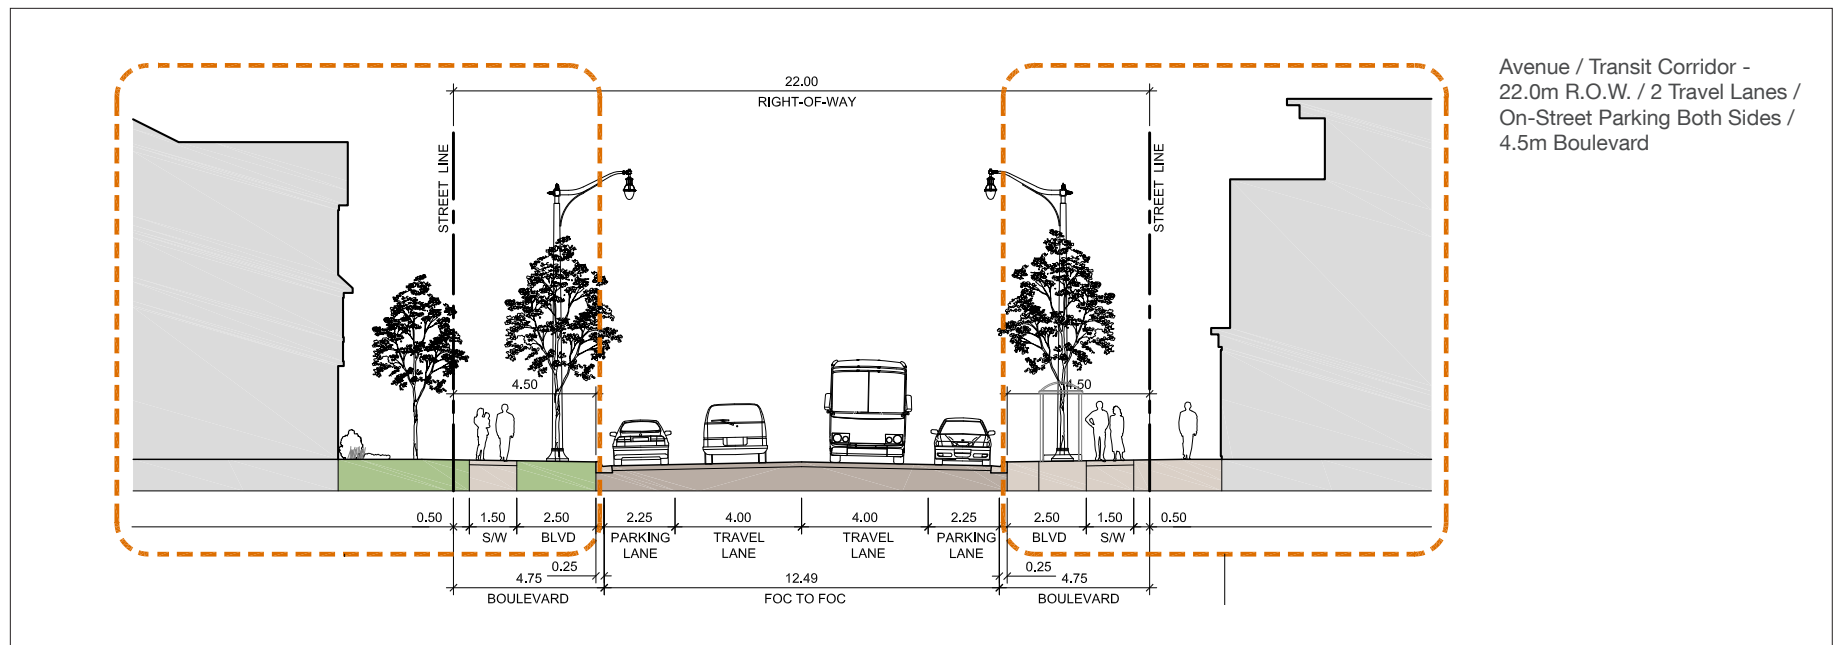 Avenue / Transit Corridor -
22.0m R.O.W. / 2 Travel Lanes /
On-Street Parking Both Sides /
4.5m Boulevard
22.00
RIGHT-OF-WAY
STREET LINE
STREET LINE
4.50
4.50
0.50 1.50 2.50 2.25 4.00 4.00 2.25 2.50 1.50 0.50
S/W BLVD PARKING LANE TRAVEL LANE TRAVEL LANE PARKING LANE BLVD S/W
0.25 0.25
4.75 12.49 4.75
BOULEVARD FOC TO FOC BOULEVARD